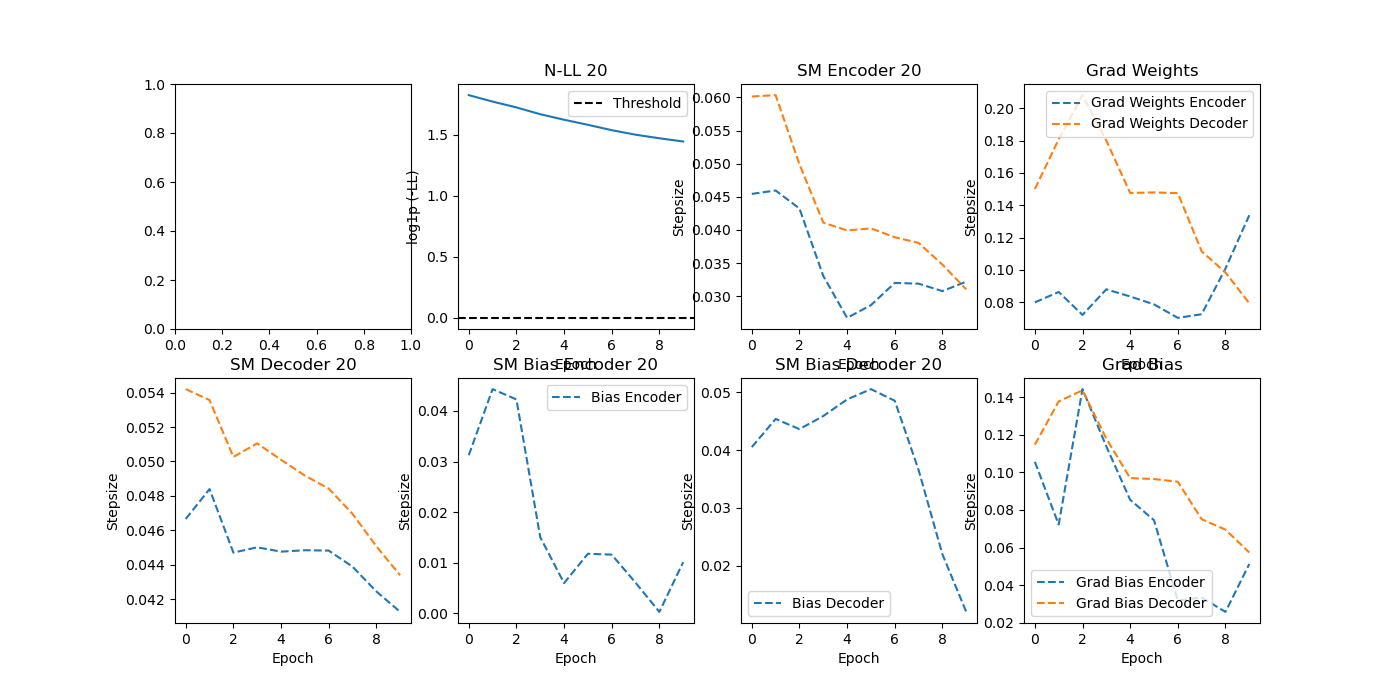 N-LL 20
SM Encoder 20
Grad Weights
1.0
0.8
0.6
0.4
0.2
0.0
0.0 0.2 0.4 0.6 0.8 1.0
log1p (-LL)
1.5
1.0
0.5
0.0
Threshold
0 2 4 6 8
Epoch
Stepsize
0.060
0.055
0.050
0.045
0.040
0.035
0.030
0 2 4 6 8
Epoch
Stepsize
0.20
0.18
0.16
0.14
0.12
0.10
0.08
Grad Weights Encoder
Grad Weights Decoder
0 2 4 6 8
Epoch
SM Decoder 20
SM Bias Encoder 20
SM Bias Decoder 20
Grad Bias
Stepsize
0.054
0.052
0.050
0.048
0.046
0.044
0.042
0 2 4 6 8
Epoch
Stepsize
0.04
0.03
0.02
0.01
0.00
Bias Encoder
0 2 4 6 8
Epoch
Stepsize
0.05
0.04
0.03
0.02
Bias Decoder
0 2 4 6 8
Epoch
Stepsize
0.14
0.12
0.10
0.08
0.06
0.04
0.02
Grad Bias Encoder
Grad Bias Decoder
0 2 4 6 8
Epoch